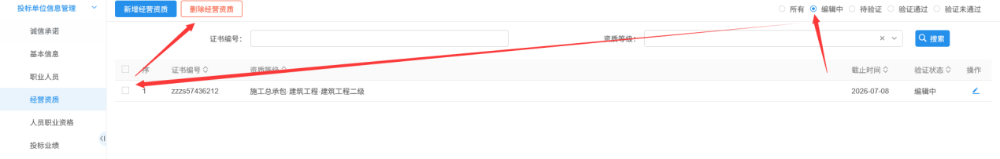 投标单位信息管理
新增经营资质 删除经营资质
所有 编辑中 待验证 验证通过 验证未通过
诚信承诺
证书编号: 资质等级: 搜索
基本信息
序 证书编号 资质等级 截止时间 验证状态 操作
职业人员
1 zzzs57436212 施工总承包·建筑工程·建筑工程二级 2026-07-08 编辑中
经营资质
人员职业资格
投标业绩